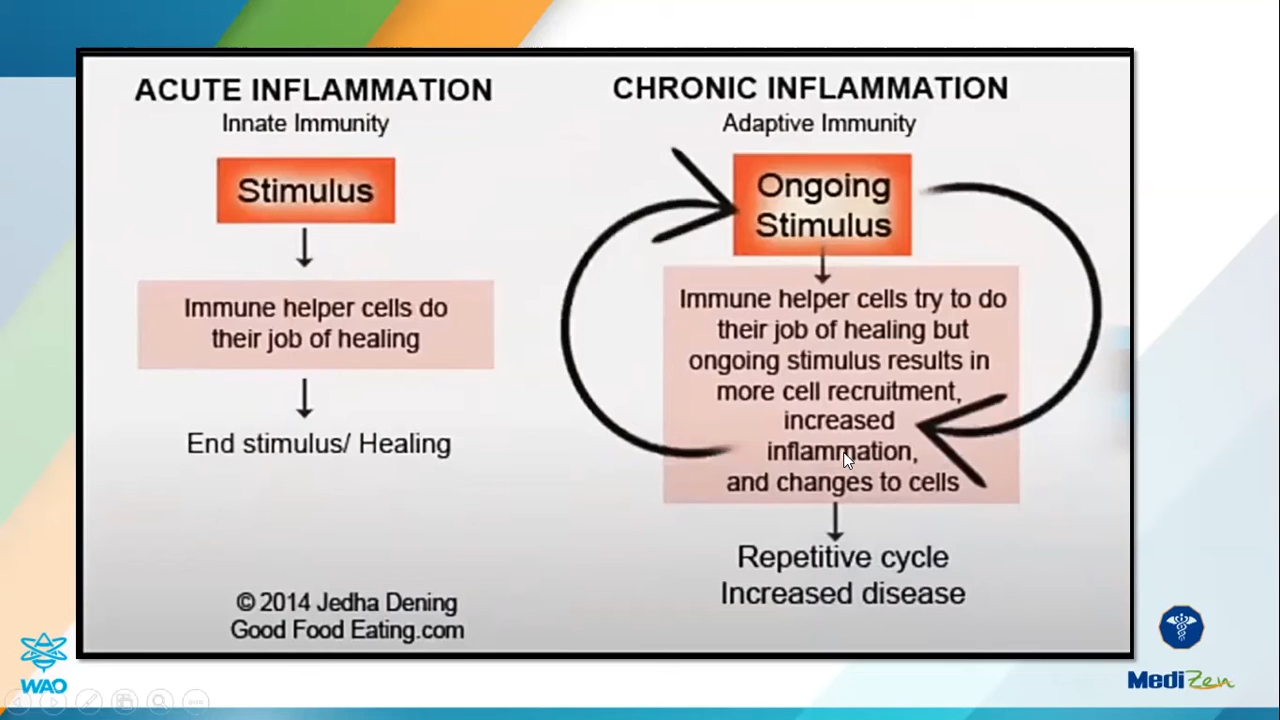 ACUTE INFLAMMATION
Innate Immunity
Stimulus
Immune helper cells do
their job of healing
End stimulus/ Healing
© 2014 Jedha Dening
Good Food Eating.com
CHRONIC INFLAMMATION
Adaptive Immunity
Ongoing
Stimulus
Immune helper cells try to do
their job of healing but
ongoing stimulus results in
more cell recruitment,
increased
inflammation,
and changes to cells
Repetitive cycle
Increased disease
WAO
MediZen